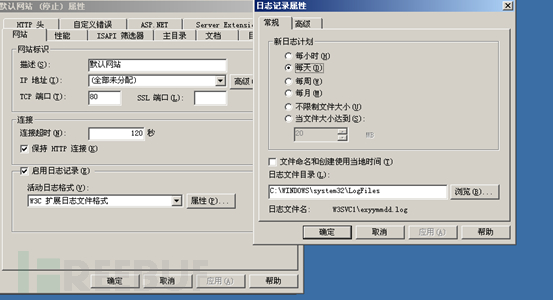 默认网站 (停止) 属性
HTTP 头
自定义错误
ASP.NET
Server Extension
网站
性能
ISAPI 筛选器
主目录
文档
网站标识
描述(S):
默认网站
IP 地址(I):
(全部未分配)
高级(
TCP 端口(T):
80
SSL 端口(L):
连接
连接超时(N):
120
秒
保持 HTTP 连接(K)
启用日志记录(E)
活动日志格式(V):
W3C 扩展日志文件格式
属性(P)...
确定
取消
应用(A)
帮助
日志记录属性
常规
高级
新日志计划
每小时(H)
每天(D)
每周(W)
每月(M)
不限制文件大小(U)
当文件大小达到(S):
20
MB
文件命名和创建使用当地时间(T)
日志文件目录(L):
C:\WINDOWS\system32\LogFiles
浏览(B)...
日志文件名:
W3SVC1\exyymmdd.log
确定
取消
应用(A)
帮助
REEBUF